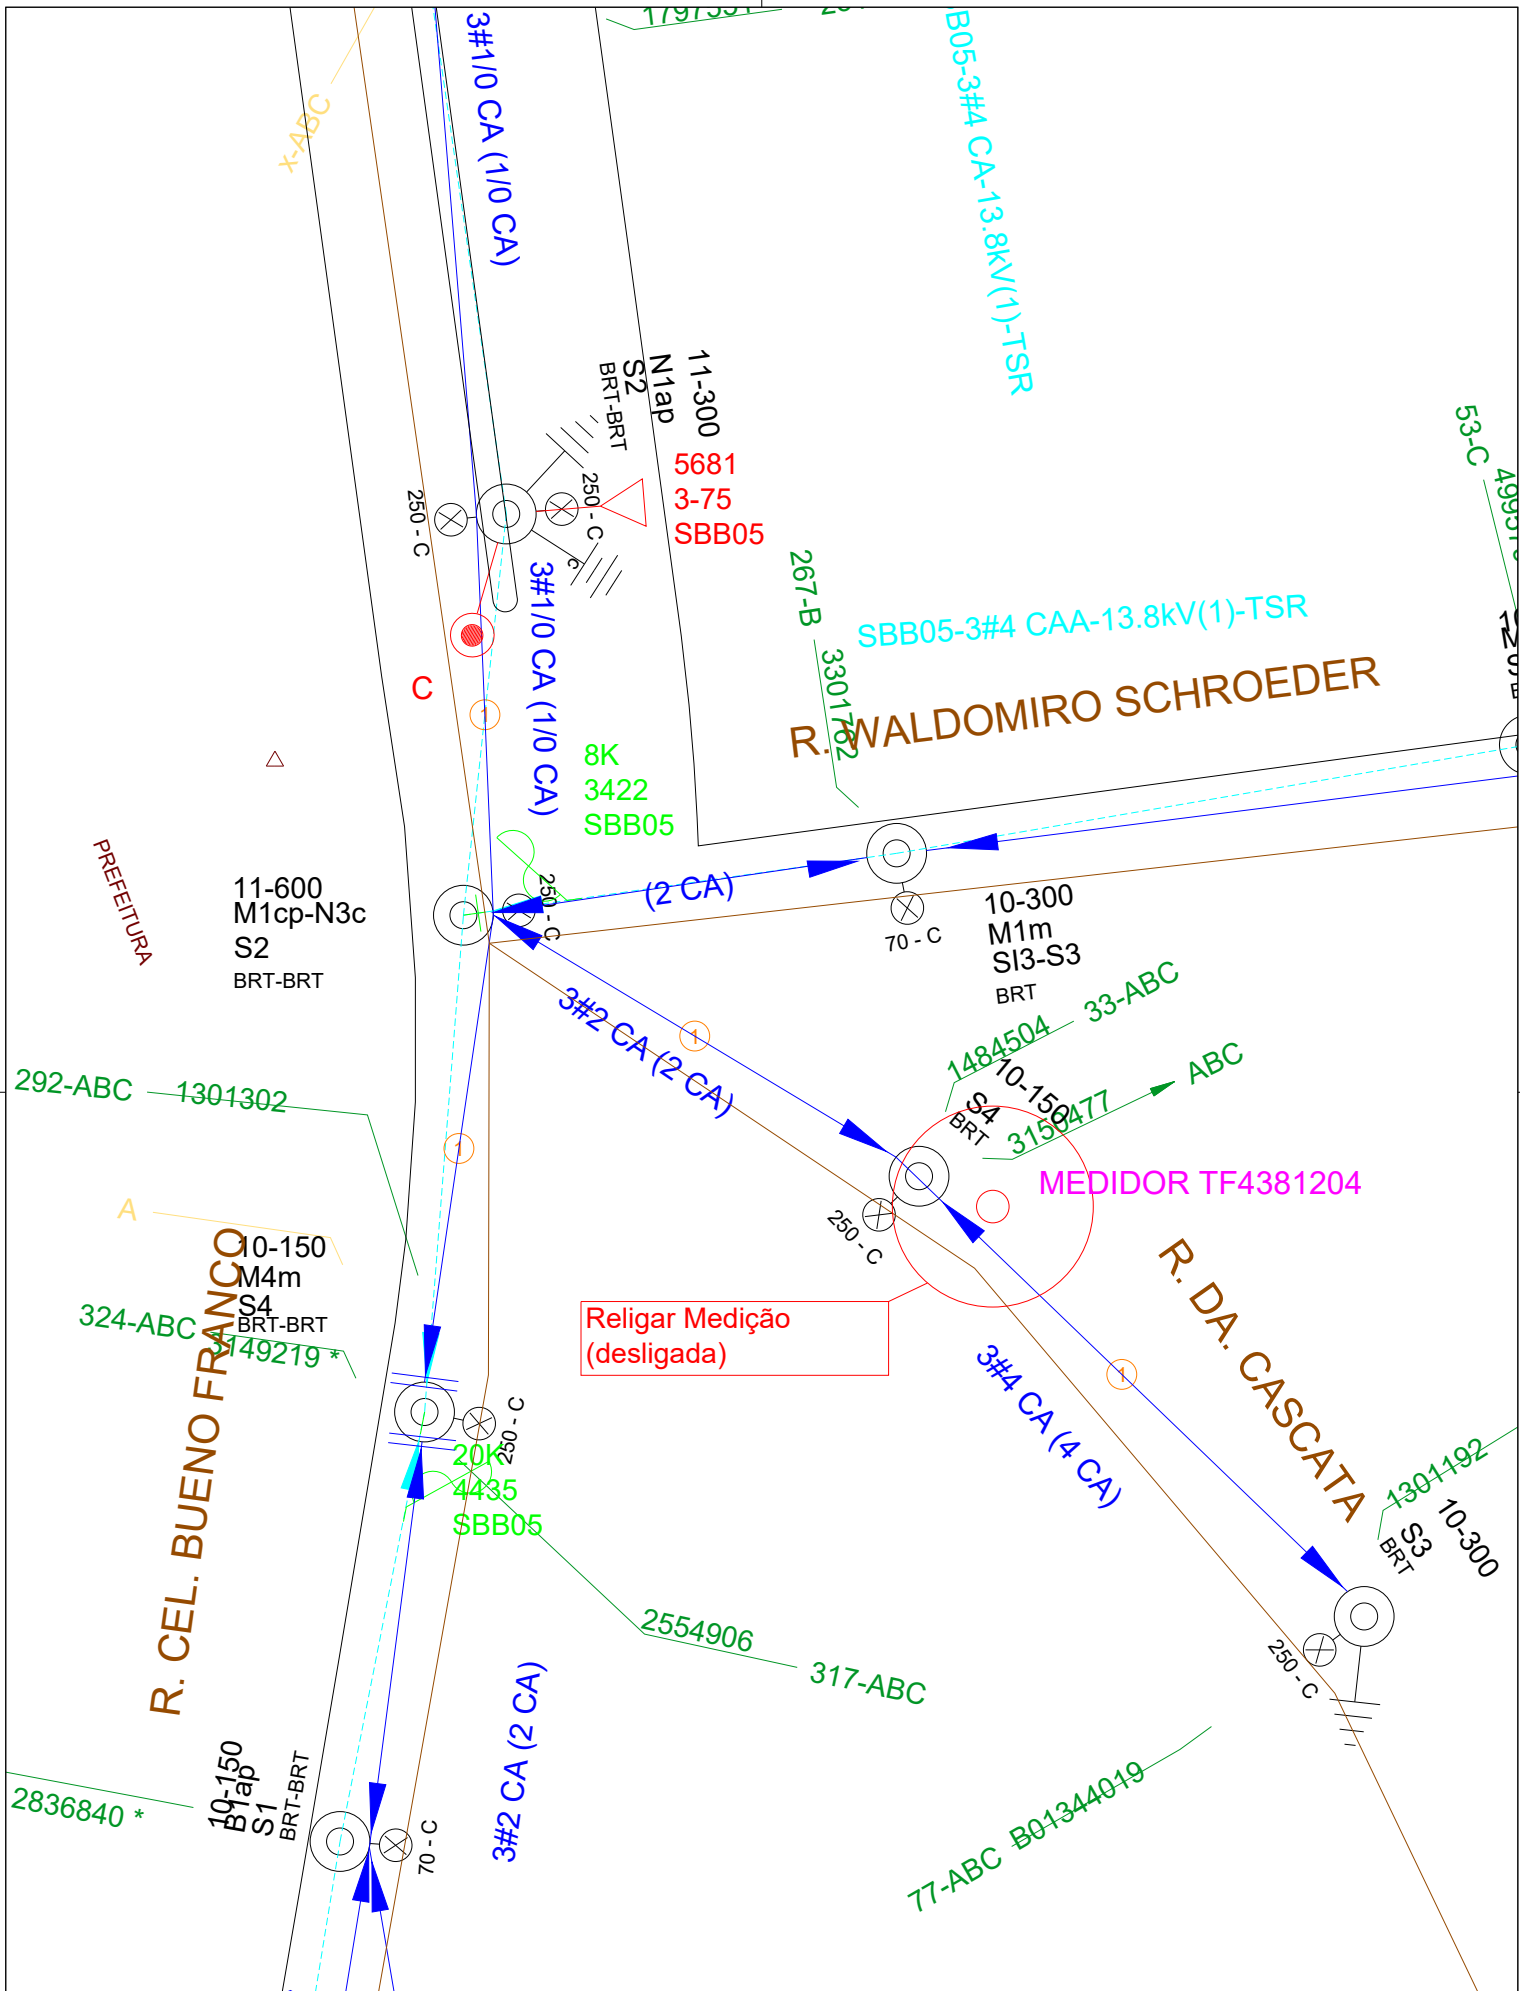 3#1/0 CA (1/0 CA)
x-ABC
11-300
N1ap
S2
BRT-BRT
5681
3-75
SBB05
250 - C
250 - C
c
C
1
3#1/0 CA (1/0 CA)
53-C
267-B
3301762
SBB05-3#4 CAA-13.8kV(1)-TSR
R. WALDOMIRO SCHROEDER
8K
3422
SBB05
PREFEITURA
11-600
M1cp-N3c
S2
BRT-BRT
250 - C
(2 CA)
70 - C
10-300
M1m
SI3-S3
BRT
3#2 CA (2 CA)
1
1484504
33-ABC
10-150
S4
BRT
3150477
ABC
MEDIDOR TF4381204
250 - C
292-ABC
1301302
1
A
10-150
M4m
S4
BRT-BRT
324-ABC
3149219 *
R. CEL. BUENO FRANCO
Religar Medição
(desligada)
R. DA. CASCATA
3#4 CA (4 CA)
1
250 - C
20K
4435
SBB05
1301192
10-300
S3
BRT
250 - C
2554906
317-ABC
3#2 CA (2 CA)
10-150
B1ap
S1
BRT-BRT
2836840 *
70 - C
77-ABC
B01344019